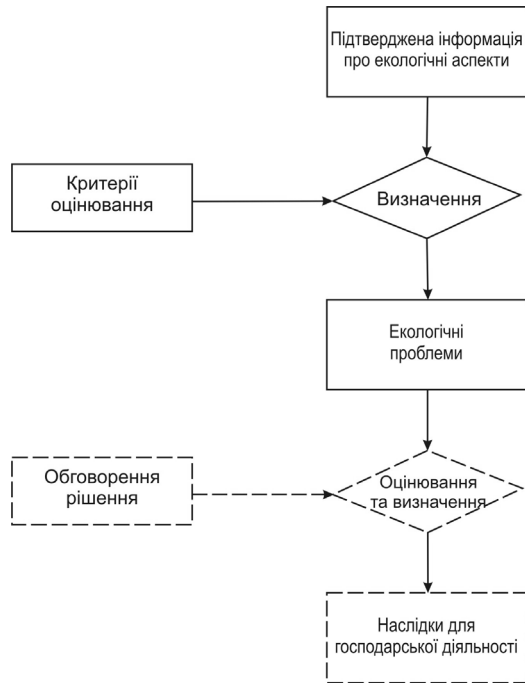 Підтверджена інформація
про екологічні аспекти
Критерії
оцінювання
Визначення
Екологічні
проблеми
Обговорення
рішення
Оцінювання
та визначення
Наслідки для
господарської діяльності